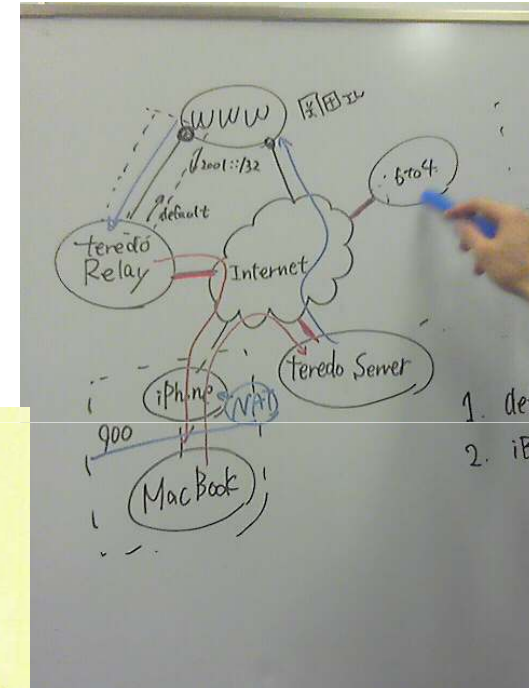 WWW
2001::/32
default
6to4
teredo
Relay
Internet
teredo Server
iPhone
NAT
900
MacBook
1. de
2. iB